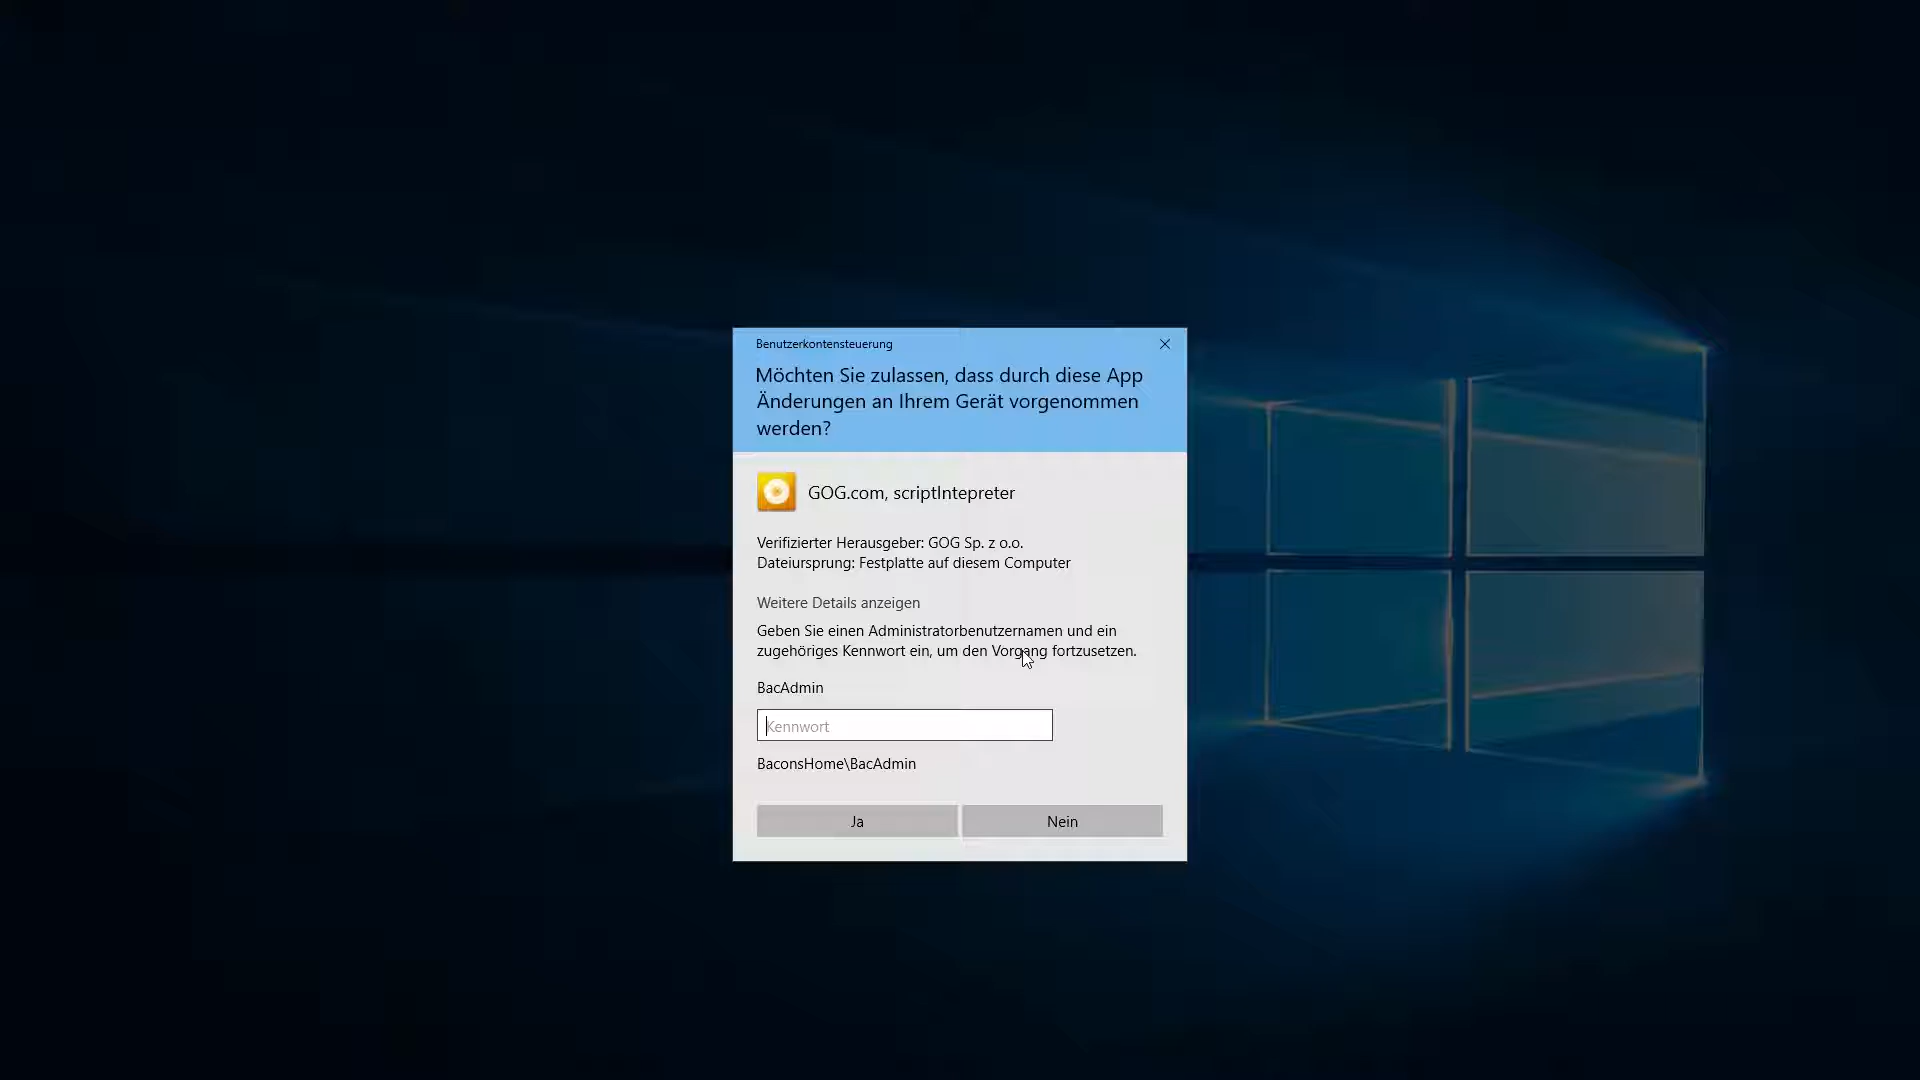 Benutzerkontensteuerung
Möchten Sie zulassen, dass durch diese App
Änderungen an Ihrem Gerät vorgenommen
werden?
GOG.com, scriptIntepreter
Verifizierter Herausgeber: GOG Sp. z o.o.
Dateiursprung: Festplatte auf diesem Computer
Weitere Details anzeigen
Geben Sie einen Administratorbenutzernamen und ein
zugehöriges Kennwort ein, um den Vorgang fortzusetzen.
BacAdmin
Kennwort
BaconsHome\BacAdmin
Ja
Nein